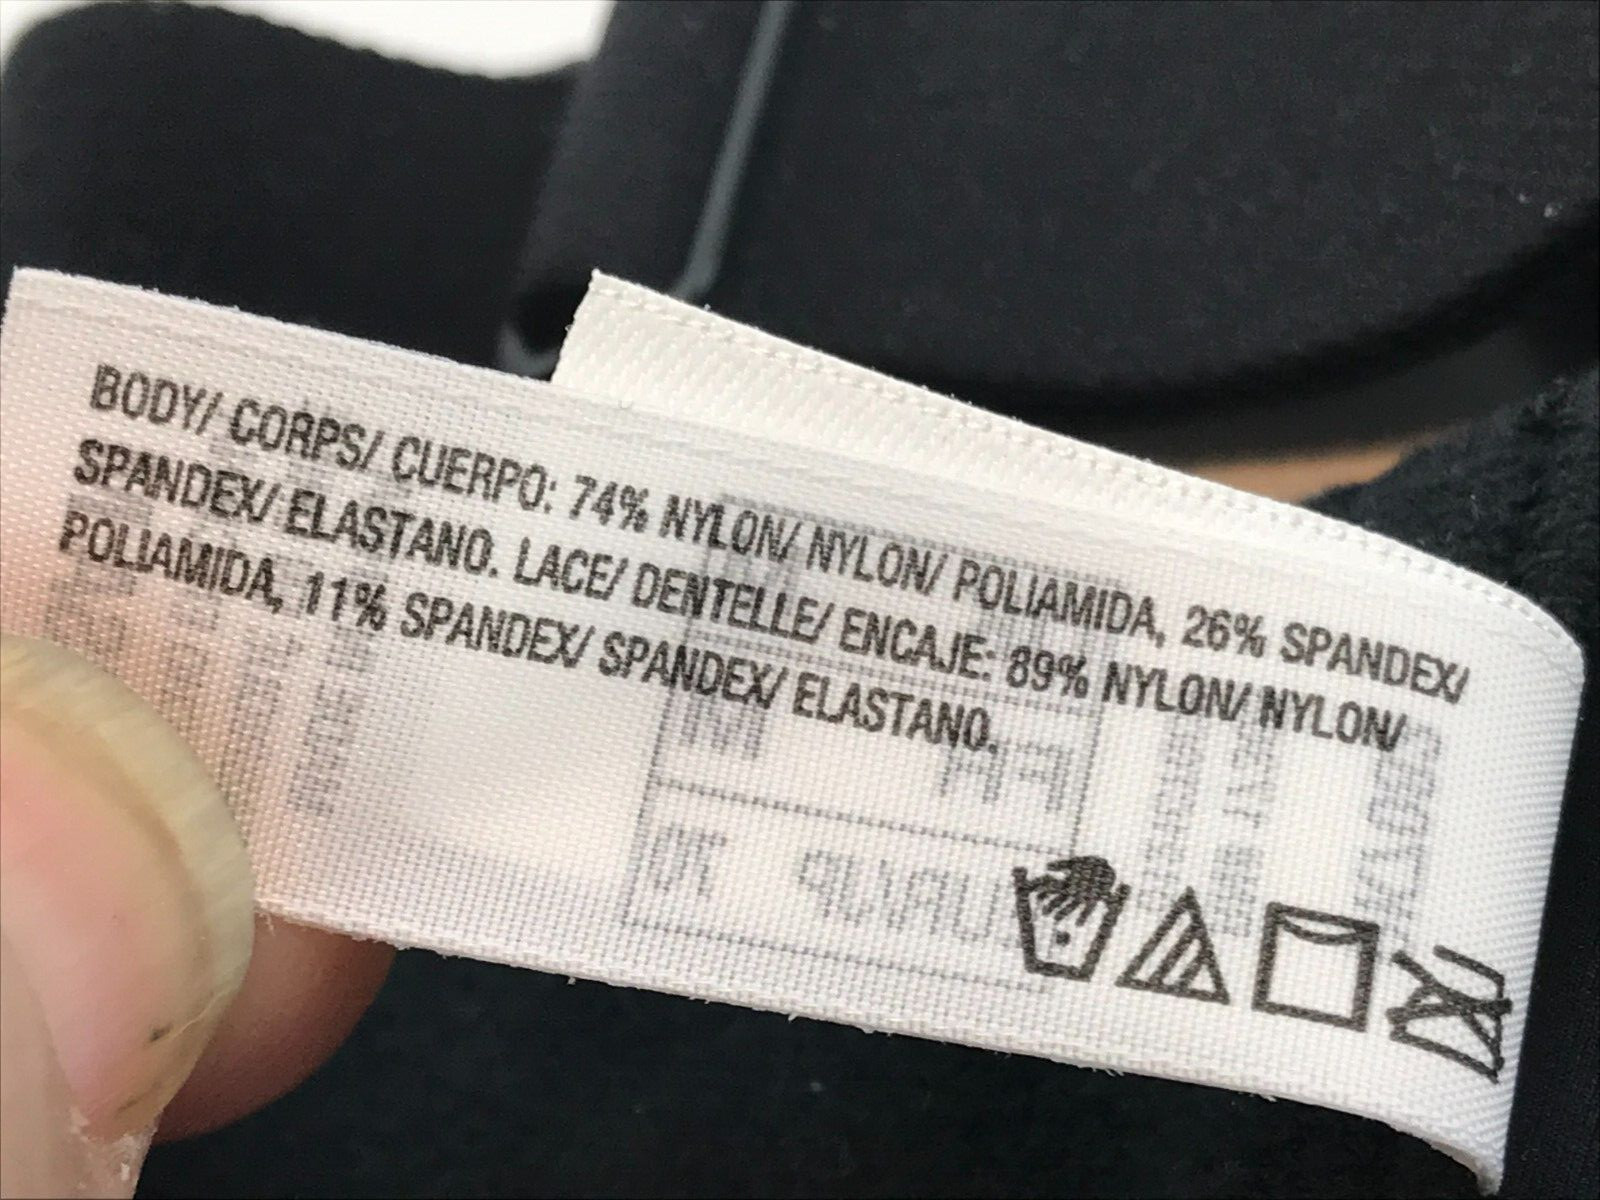 BODY/ CORPS/ CUERPO: 74% NYLON/ NYLON/ POLIAMIDA, 26% SPANDEX/
SPANDEX/ ELASTANO. LACE/ DENTELLE/ ENCAJE: 89% NYLON/ NYLON/
POLIAMIDA, 11% SPANDEX/ SPANDEX/ ELASTANO.